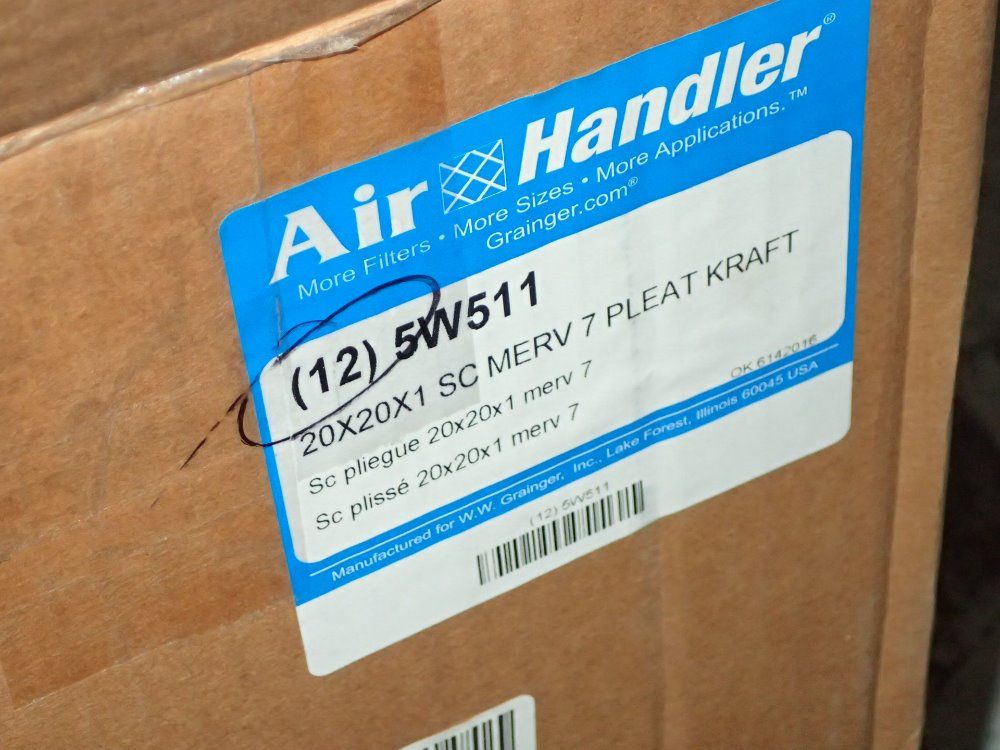 Air Handler®
More Filters • More Sizes • More Applications.™
Grainger.com®
(12) 5W511
20X20X1 SC MERV 7 PLEAT KRAFT
Sc pliegue 20x20x1 merv 7
Sc plissé 20x20x1 merv 7
OK 6142016
Manufactured for W.W. Grainger, Inc., Lake Forest, Illinois 60045 USA
(12) 5W511